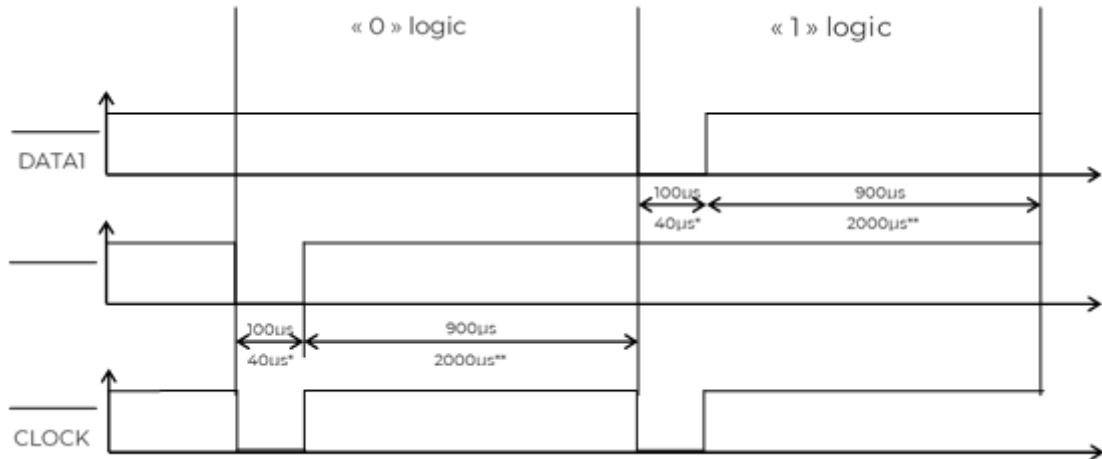 « 0 » logic
« 1 » logic
DATA1
100µs
900µs
40µs*
2000µs**
100µs
900µs
40µs*
2000µs**
CLOCK